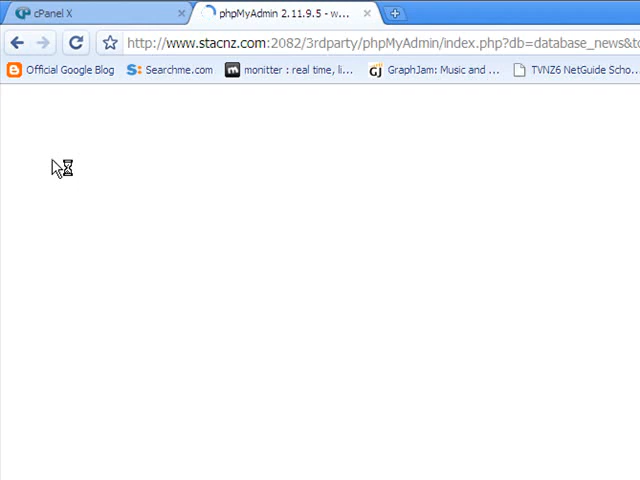 cPanel X
phpMyAdmin 2.11.9.5 - w...
http://www.stacnz.com:2082/3rdparty/phpMyAdmin/index.php?db=database_news&to
Official Google Blog
Searchme.com
monitter : real time, li...
GraphJam: Music and ...
TVNZ6 NetGuide Scho...